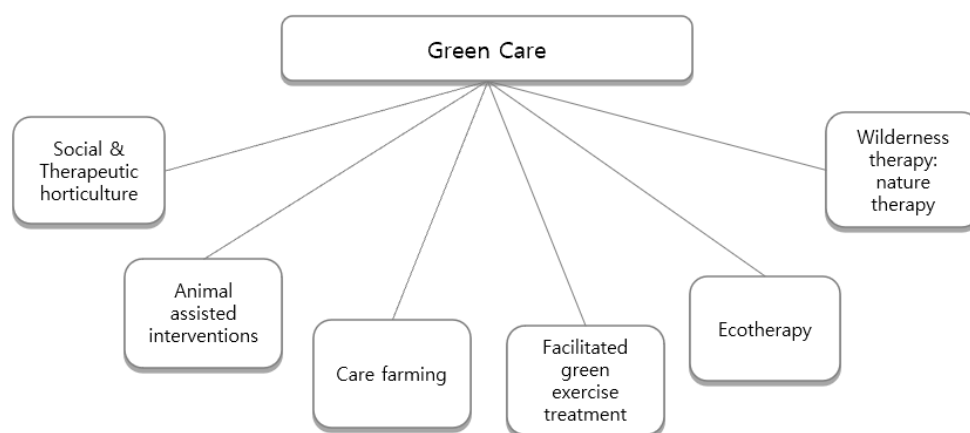 Green Care
Social &
Therapeutic
horticulture
Animal
assisted
interventions
Care farming
Facilitated
green
exercise
treatment
Ecotherapy
Wilderness
therapy:
nature
therapy